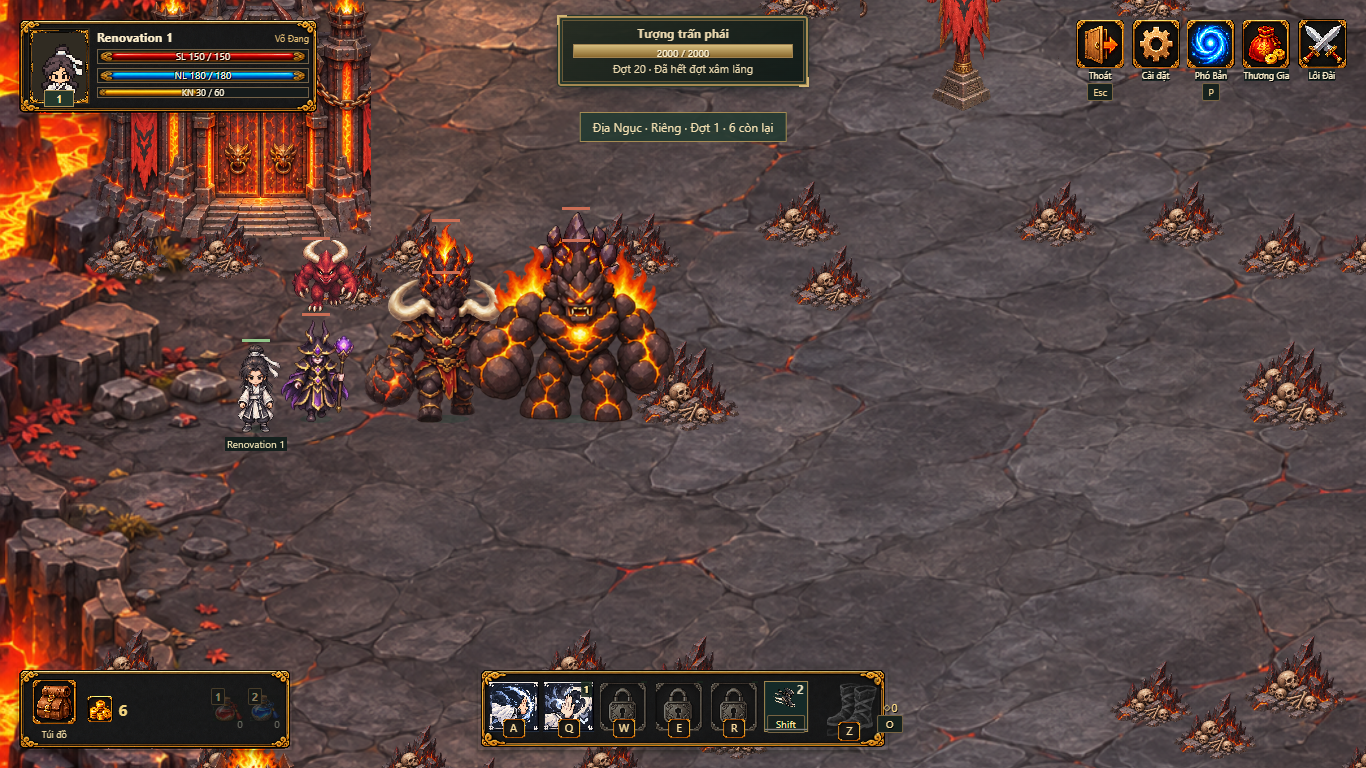 Renovation 1
Võ Đang
SL 150 / 150
NL 180 / 180
KN 30 / 60
1
Tượng trấn phái
2000 / 2000
Đợt 20 · Đã hết đợt xâm lăng
Địa Ngục · Riêng · Đợt 1 · 6 còn lại
Thoát
Cài đặt
Phó Bản
Thương Gia
Lôi Đài
Esc
P
Renovation 1
Túi đồ
6
1
0
2
0
A
1
Q
W
E
R
2
Shift
Z
0
O